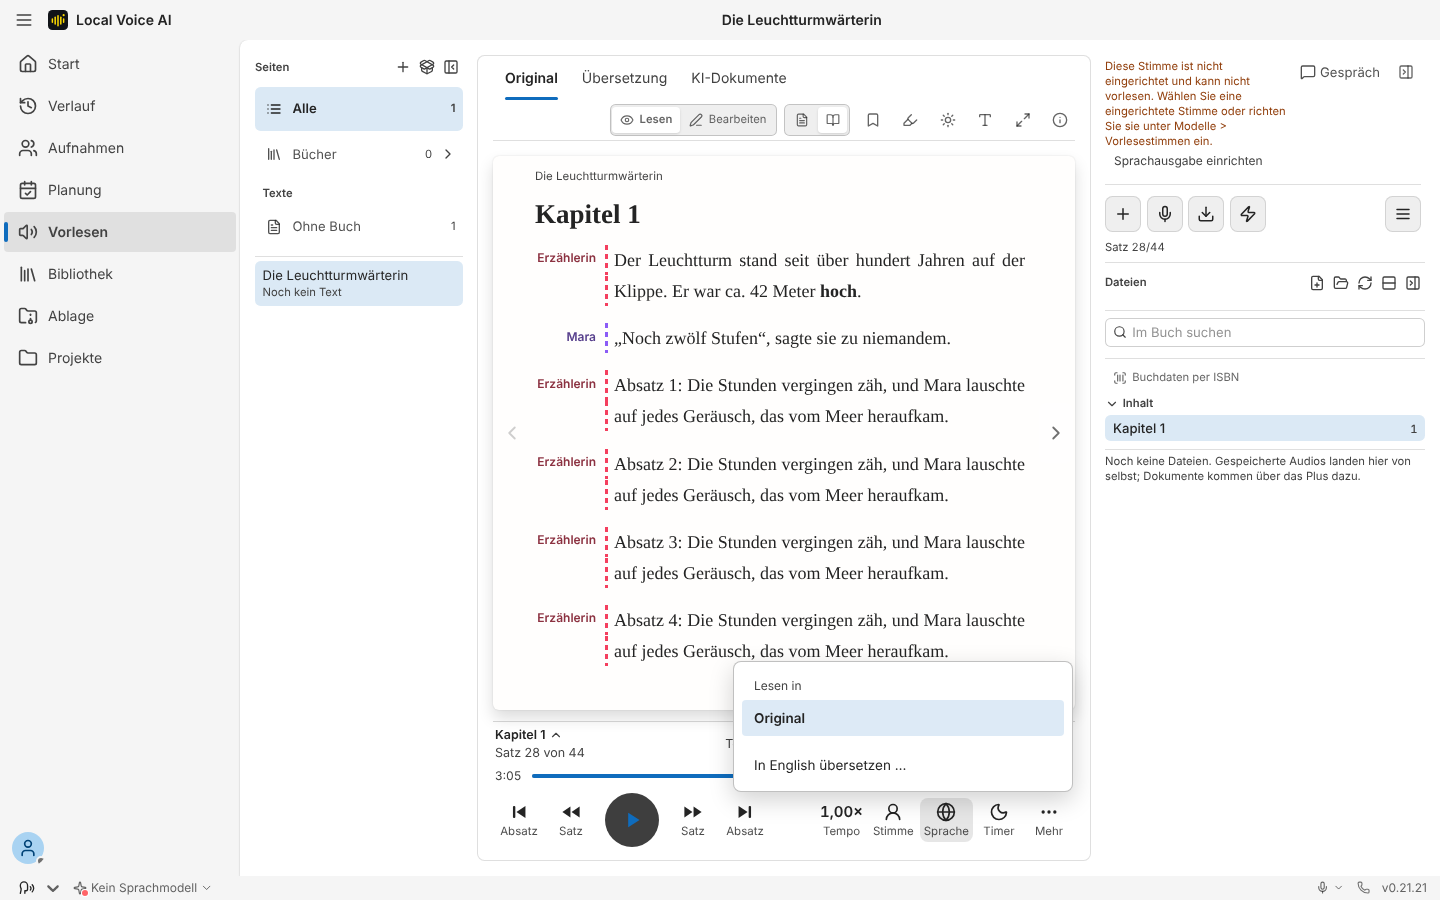 Local Voice AI
Die Leuchtturmwärterin
Start
Verlauf
Aufnahmen
Planung
Vorlesen
Bibliothek
Ablage
Projekte
Seiten
Alle 1
Bücher 0
Texte
Ohne Buch 1
Die Leuchtturmwärterin
Noch kein Text
Original Übersetzung KI-Dokumente
Lesen Bearbeiten
Die Leuchtturmwärterin
Kapitel 1
Erzählerin Der Leuchtturm stand seit über hundert Jahren auf der
Klippe. Er war ca. 42 Meter hoch.
Mara „Noch zwölf Stufen“, sagte sie zu niemandem.
Erzählerin Absatz 1: Die Stunden vergingen zäh, und Mara lauschte
auf jedes Geräusch, das vom Meer heraufkam.
Erzählerin Absatz 2: Die Stunden vergingen zäh, und Mara lauschte
auf jedes Geräusch, das vom Meer heraufkam.
Erzählerin Absatz 3: Die Stunden vergingen zäh, und Mara lauschte
auf jedes Geräusch, das vom Meer heraufkam.
Erzählerin Absatz 4: Die Stunden vergingen zäh, und Mara lauschte
auf jedes Geräusch, das vom Meer heraufkam.
Lesen in
Original
In English übersetzen ...
Kapitel 1
Satz 28 von 44
3:05
Absatz Satz Satz Absatz
1,00× Tempo Stimme Sprache Timer Mehr
Diese Stimme ist nicht
eingerichtet und kann nicht
vorlesen. Wählen Sie eine
eingerichtete Stimme oder richten
Sie sie unter Modelle >
Vorlesestimmen ein.
Gespräch
Sprachausgabe einrichten
Satz 28/44
Dateien
Im Buch suchen
Buchdaten per ISBN
Inhalt
Kapitel 1 1
Noch keine Dateien. Gespeicherte Audios landen hier von
selbst; Dokumente kommen über das Plus dazu.
Kein Sprachmodell
v0.21.21